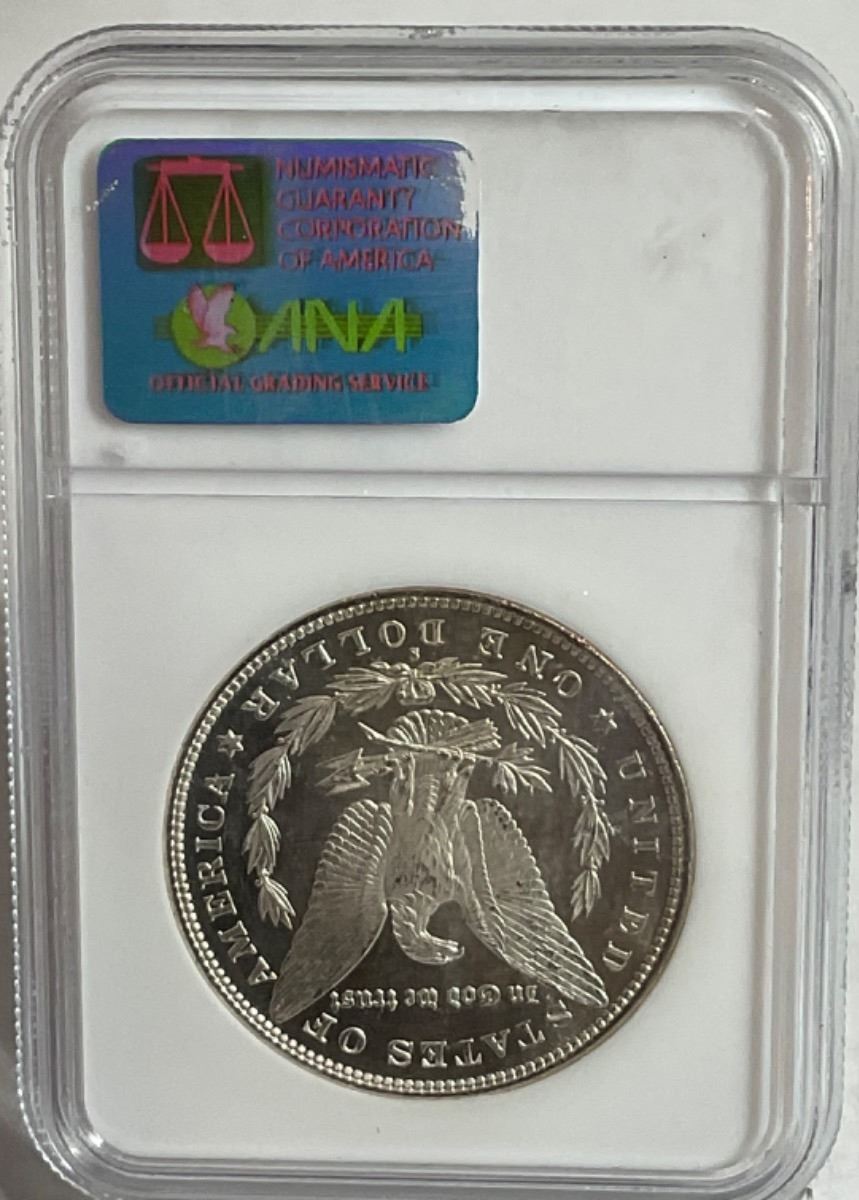 NUMISMATIC
GUARANTY
CORPORATION
OF AMERICA
ANA
OFFICIAL GRADING SERVICE
UNITED STATES OF AMERICA
In God we trust
S
ONE DOLLAR